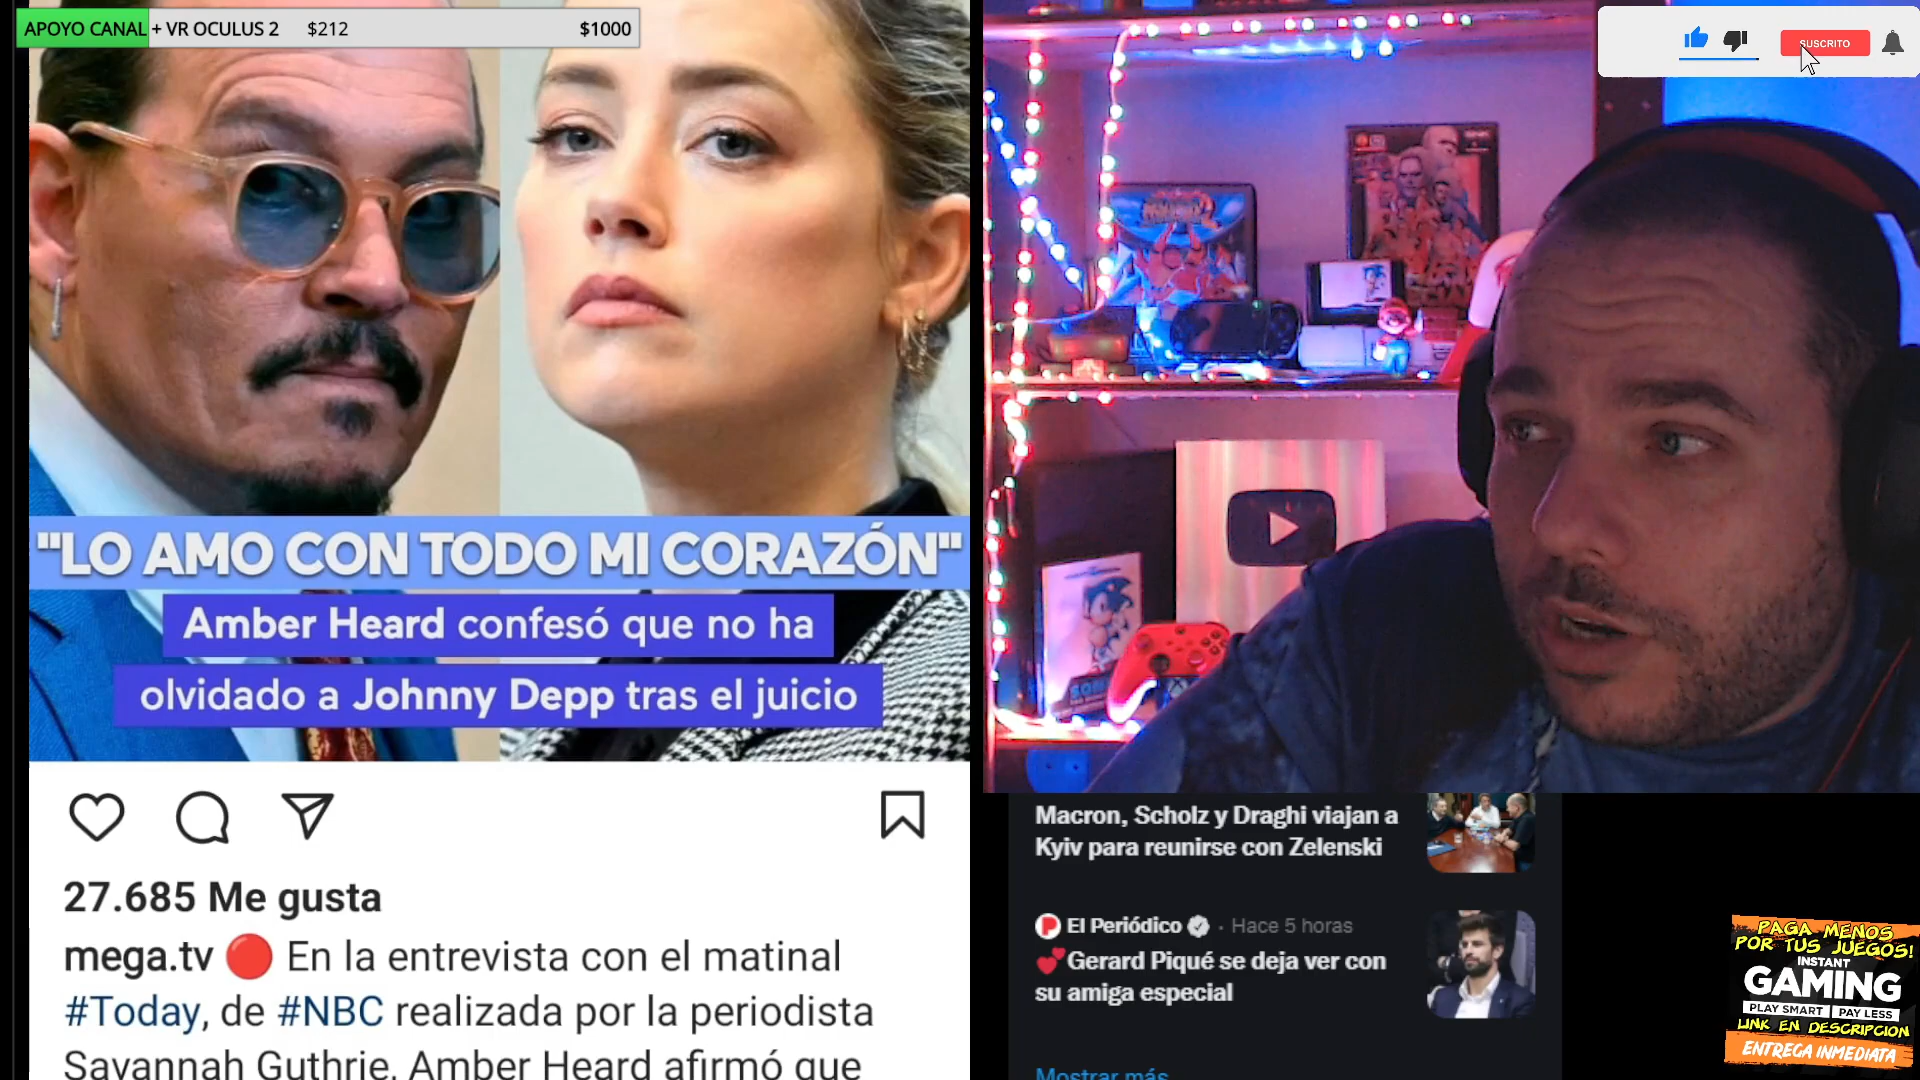 APOYO CANAL + VR OCULUS 2 $212 $1000
SUSCRITO
"LO AMO CON TODO MI CORAZÓN"
Amber Heard confesó que no ha
olvidado a Johnny Depp tras el juicio
27.685 Me gusta
mega.tv 🔴 En la entrevista con el matinal
#Today, de #NBC realizada por la periodista
Savannah Guthrie, Amber Heard afirmó que
Macron, Scholz y Draghi viajan a
Kyiv para reunirse con Zelenski
El Periódico · Hace 5 horas
💕Gerard Piqué se deja ver con
su amiga especial
Mostrar más
PAGA MENOS
POR TUS JUEGOS!
INSTANT
GAMING
PLAY SMART PAY LESS
LINK EN DESCRIPCION
ENTREGA INMEDIATA